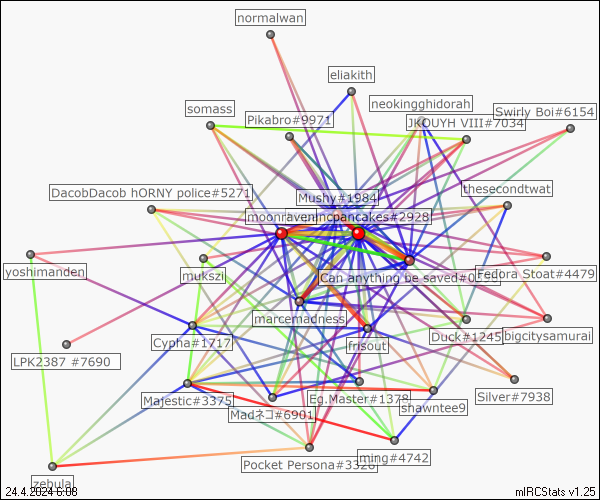 normalwan
eliakith
neokingghidorah
somass
Swirly Boi#6154
Pikabro#9971
JKOUYH VIII#7034
DacobDacob hORNY police#5271
Mushy#1984
thesecondtwat
moonraven
incpancakes#2928
yoshimanden
mukszi
Can anything be saved#0
Fedora Stoat#4479
marcemadness
Cypha#1717
frisout
Duck#1245
bigcitysamurai
LPK2387 #7690
Majestic#3375
Madネコ#6901
Eg.Master#1378
shawntee9
Silver#7938
Pocket Persona#3326
ming#4742
zebula
24.4.2024 6:08
mIRCStats v1.25